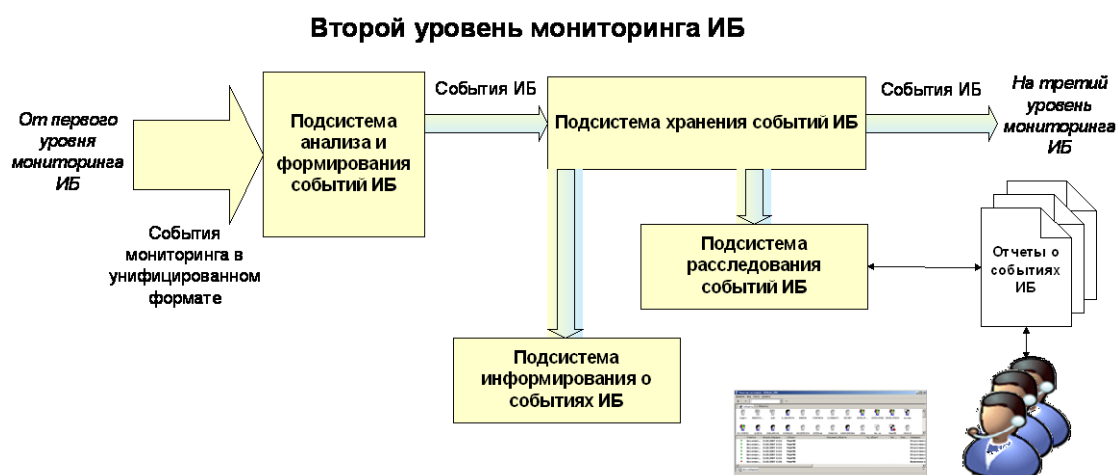 Второй уровень мониторинга ИБ
От первого
уровня
мониторинга
ИБ
События
мониторинга в
унифицированном
формате
Подсистема
анализа и
формирования
событий ИБ
События ИБ
Подсистема хранения событий ИБ
События ИБ
На третий
уровень
мониторинга
ИБ
Подсистема
расследования
событий ИБ
Отчеты о
событиях
ИБ
Подсистема
информирования о
событиях ИБ